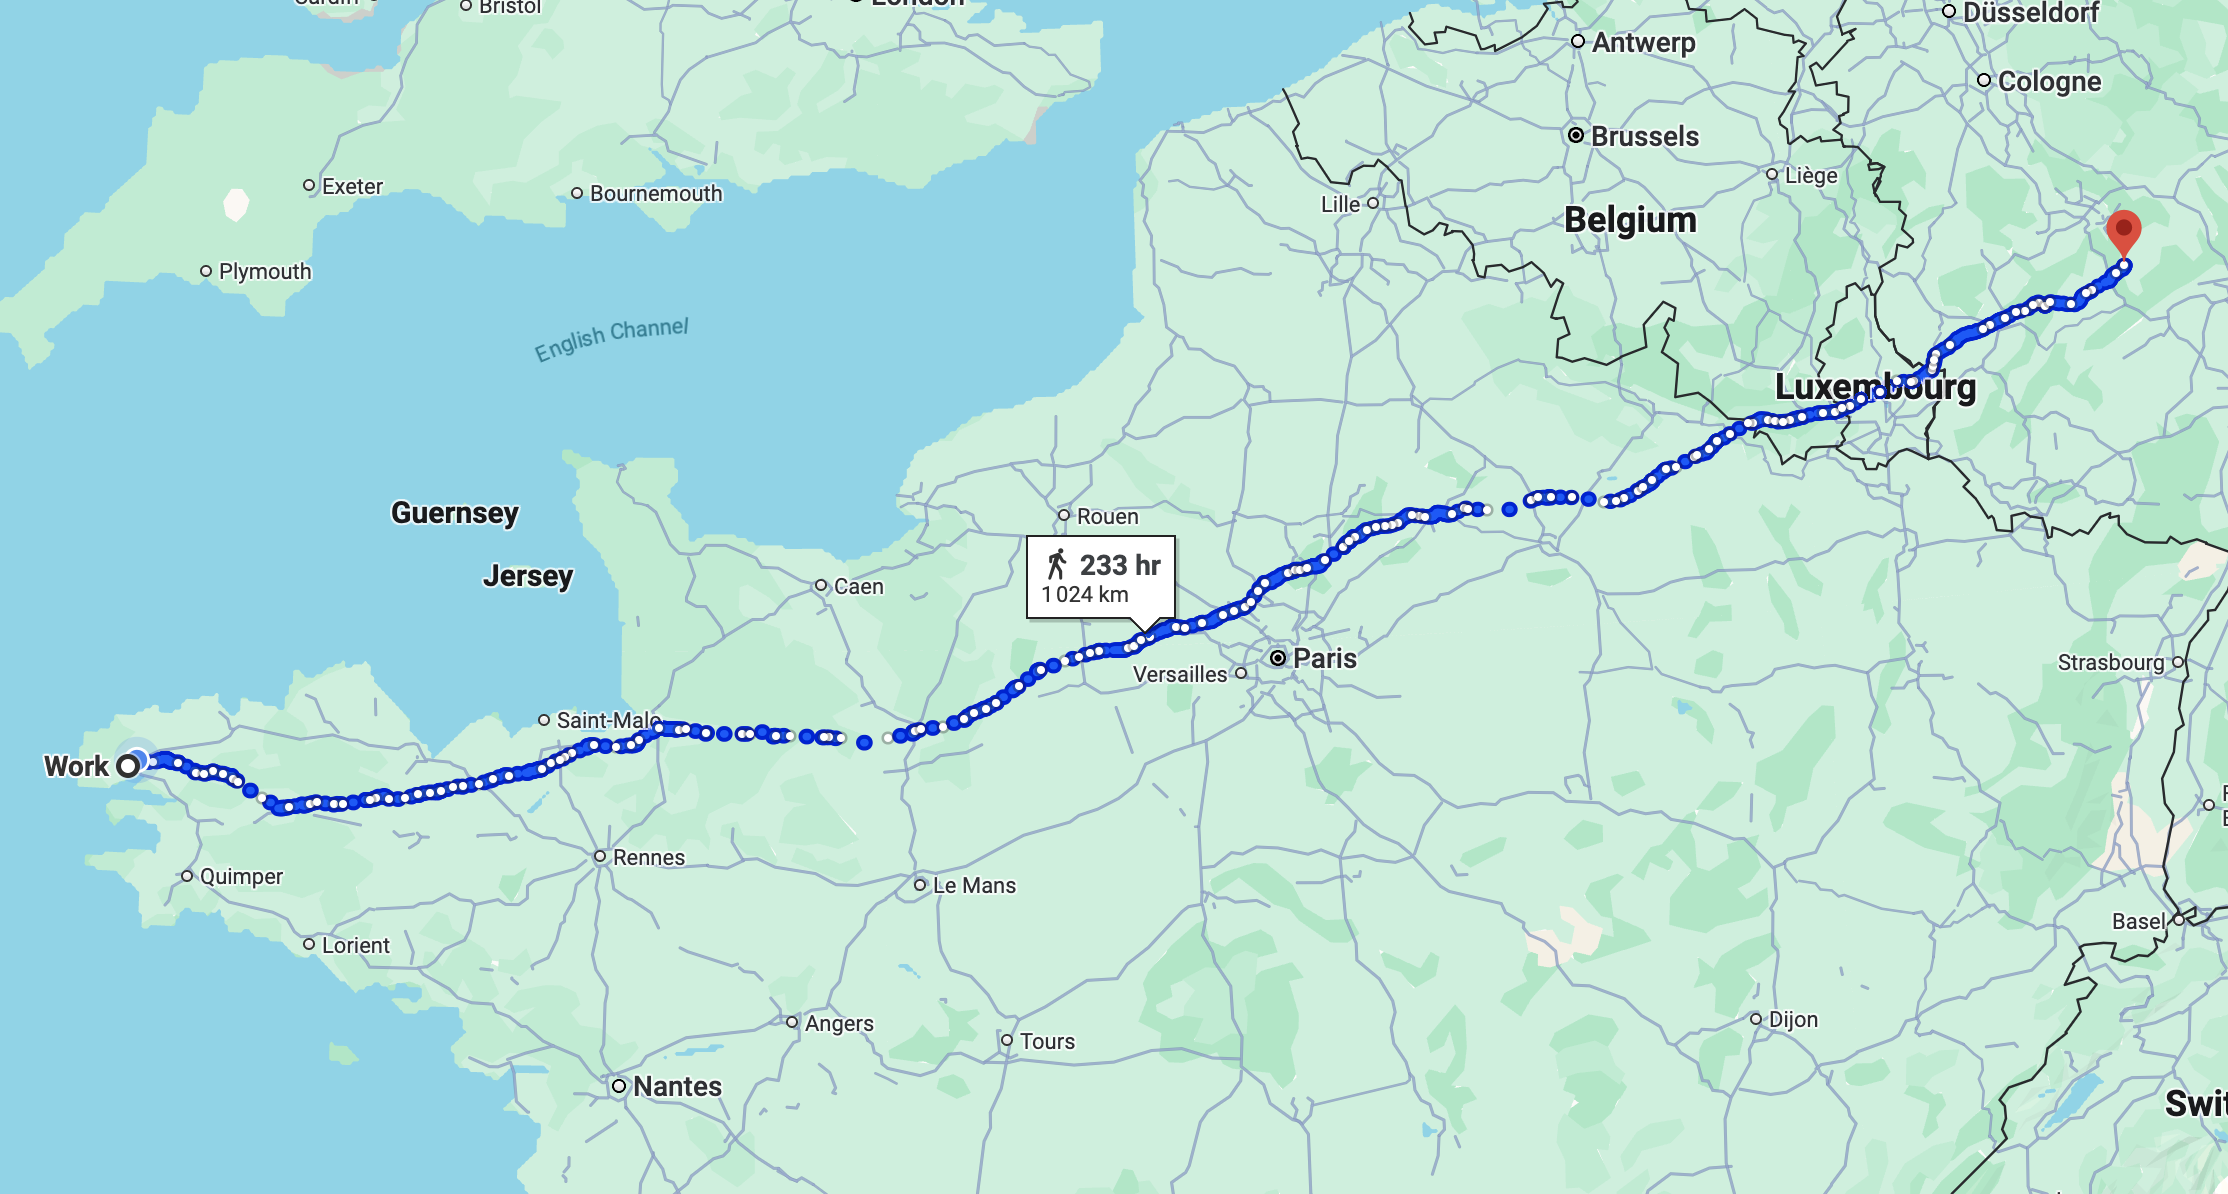 Bristol
Düsseldorf
Antwerp
Cologne
Brussels
Liège
Exeter
Bournemouth
Lille
Belgium
Plymouth
English Channel
Luxembourg
Guernsey
Rouen
Jersey
Caen
233 hr
1 024 km
Paris
Versailles
Strasbourg
Saint-Malo
Work
Rennes
Quimper
Le Mans
Basel
Lorient
Angers
Dijon
Tours
Nantes
Swit